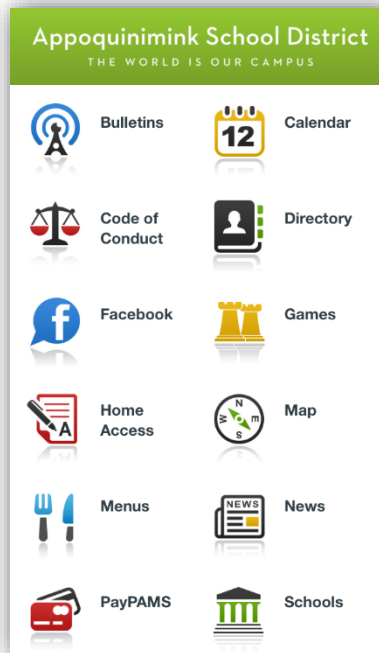 Appoquinimink School District
THE WORLD IS OUR CAMPUS
Bulletins
12
Calendar
Code of
Conduct
Directory
f
Facebook
Games
A
Home
Access
N
E
S
W
Map
Menus
NEWS
News
PayPAMS
Schools